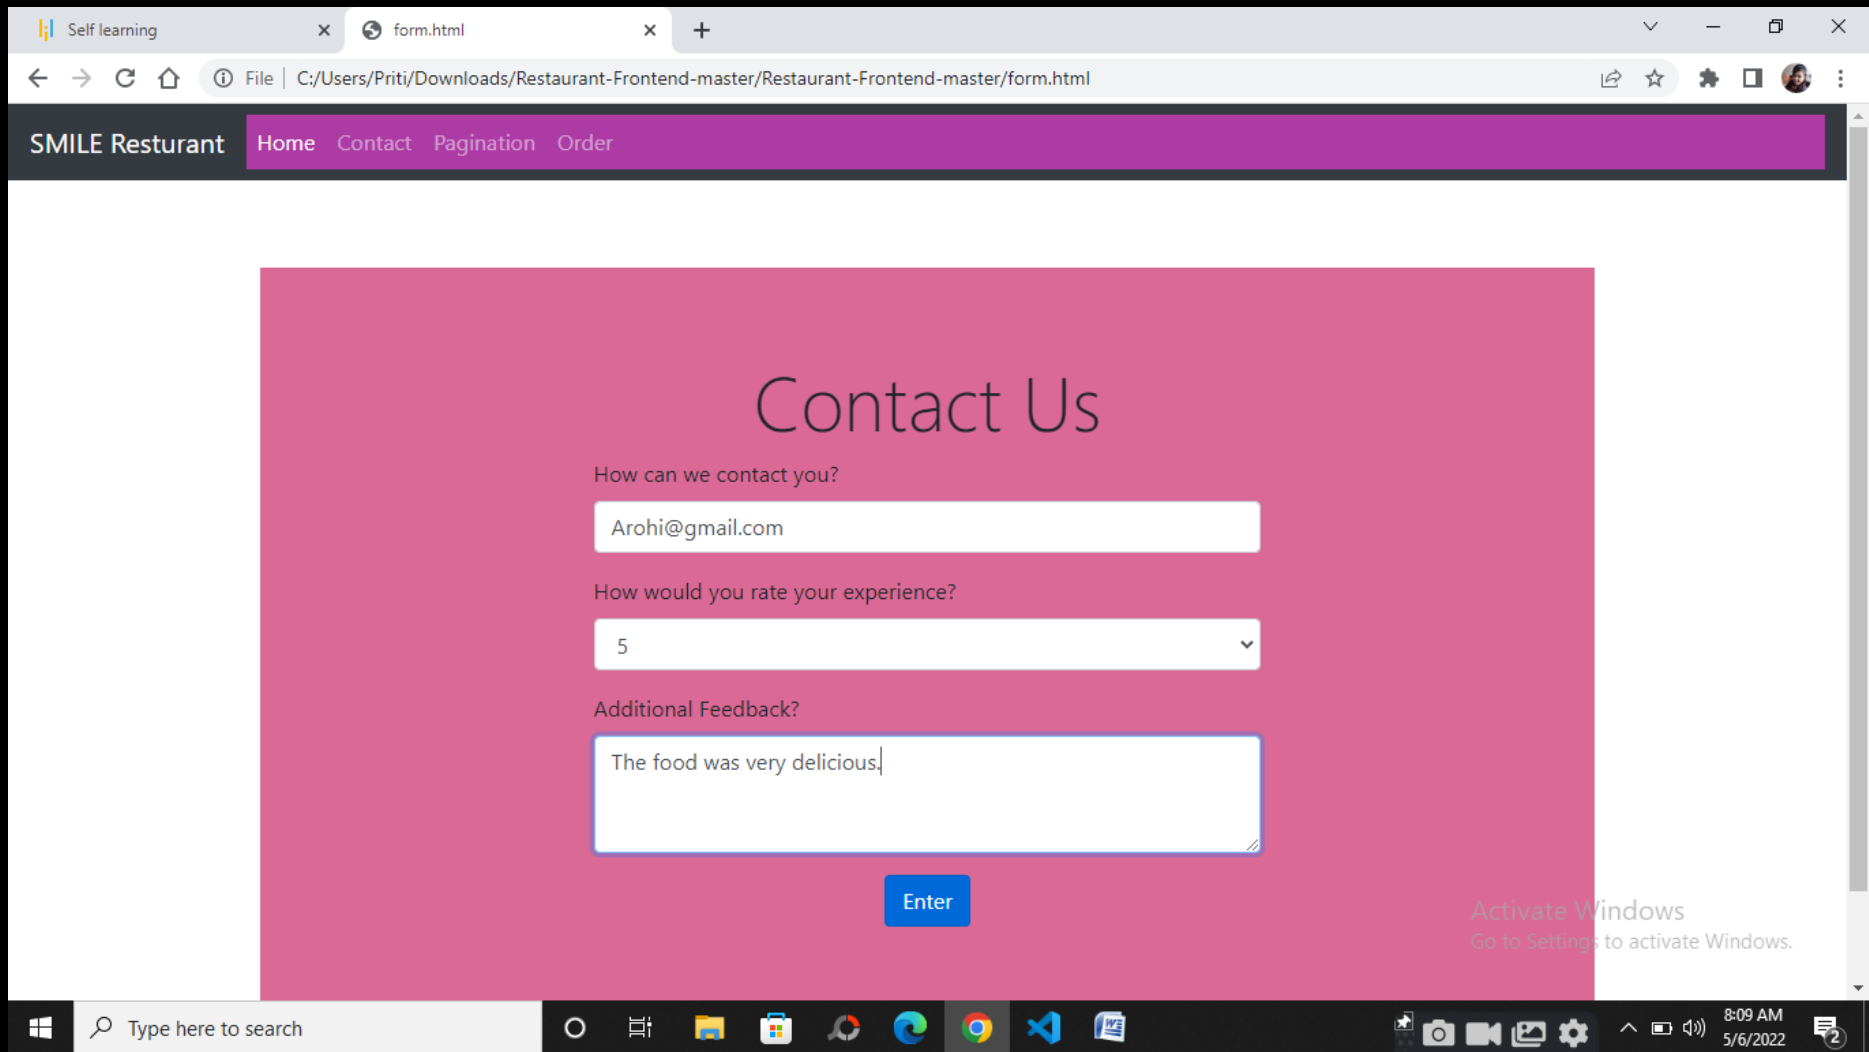 Self learning
form.html
File
C:/Users/Priti/Downloads/Restaurant-Frontend-master/Restaurant-Frontend-master/form.html
SMILE Resturant
Home Contact Pagination Order
Contact Us
How can we contact you?
Arohi@gmail.com
How would you rate your experience?
5
Additional Feedback?
The food was very delicious.
Enter
Activate Windows
Go to Settings to activate Windows.
Type here to search
8:09 AM
5/6/2022
2